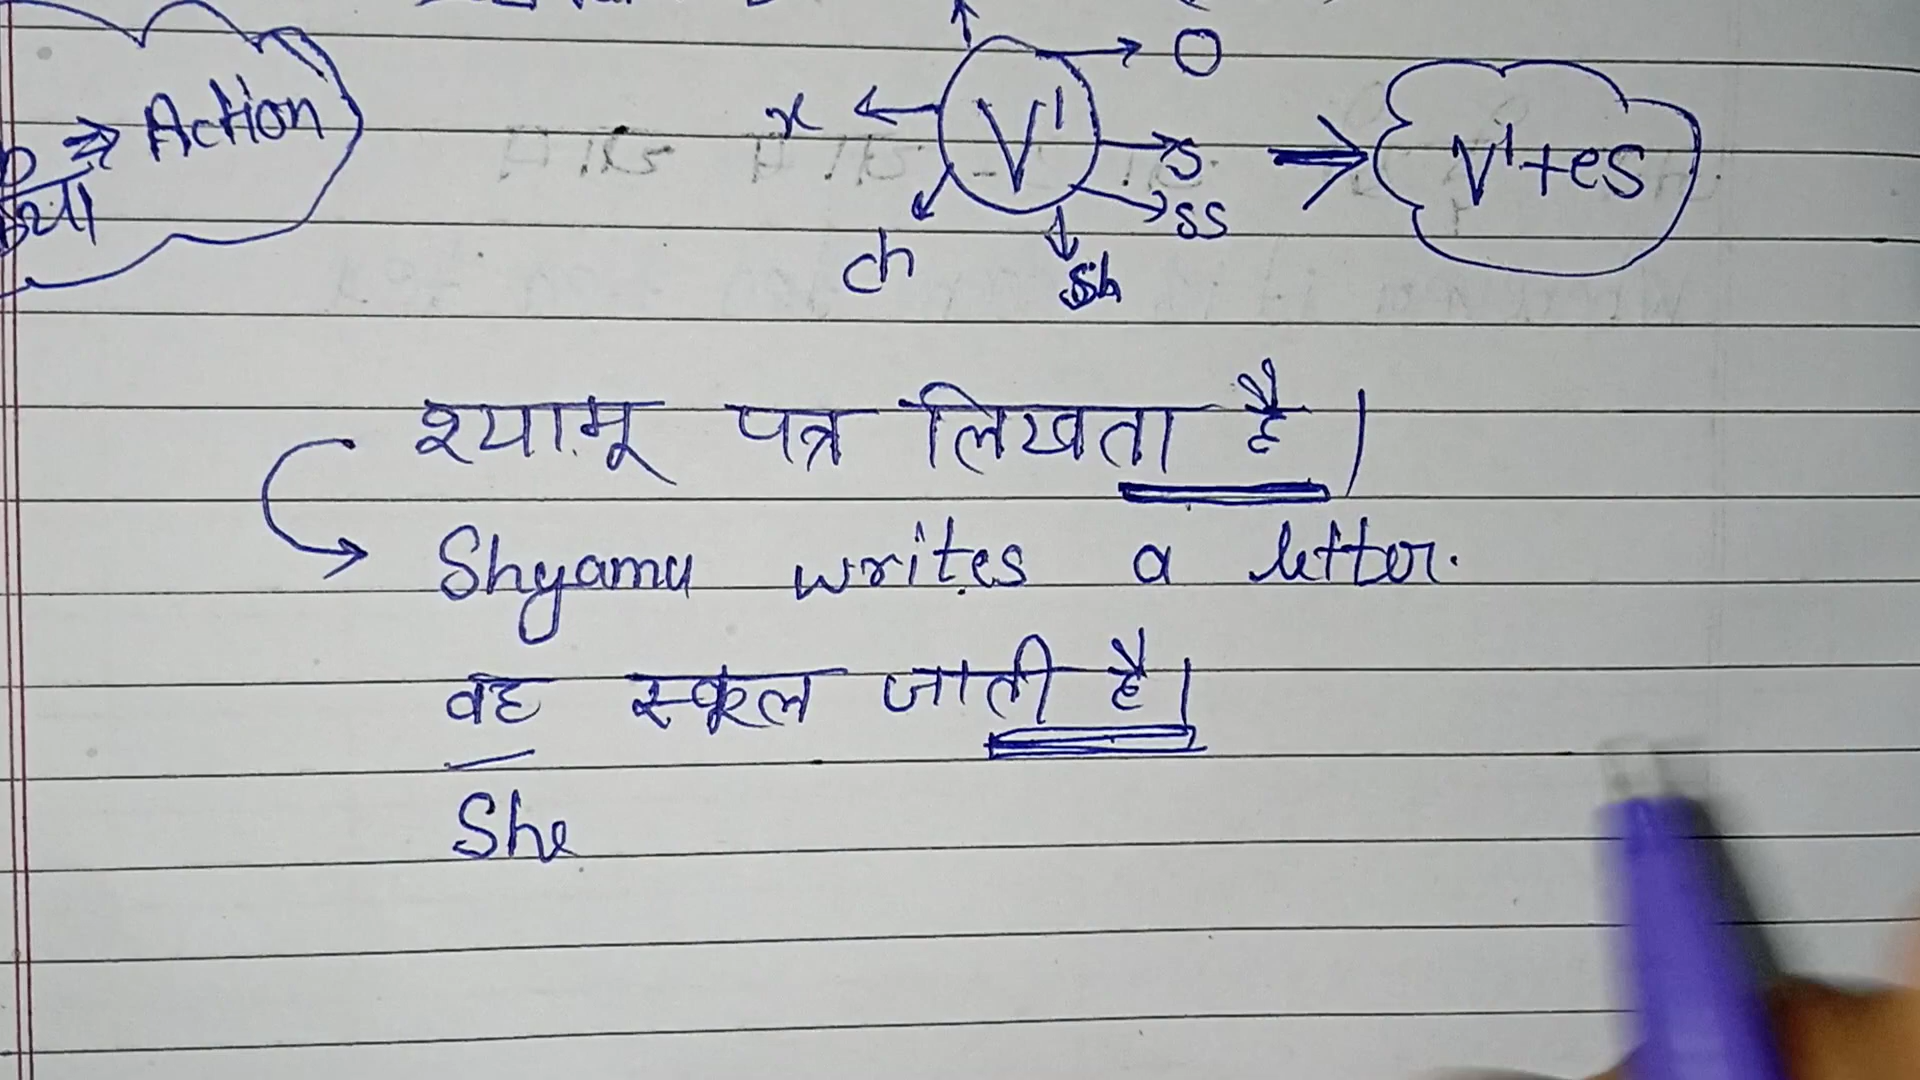 O
⇒ Action
x V¹ s ⇒ V¹+es
ss
ch sh
श्यामू पत्र लिखता है।
Shyamu writes a letter.
वह स्कूल जाती है।
She